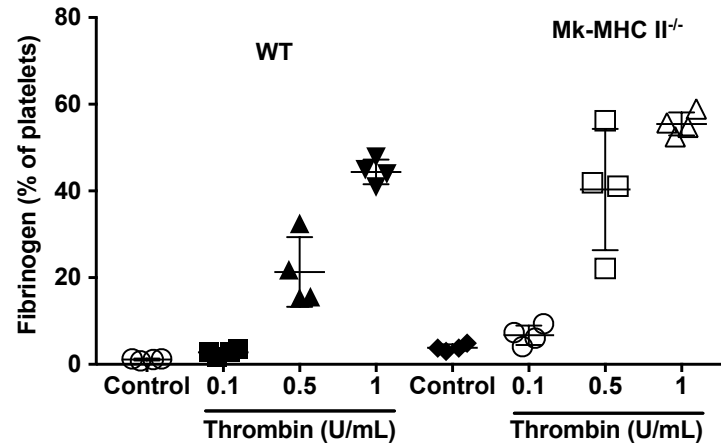 WT
Mk-MHC II-/-
Fibrinogen (% of platelets)
80
60
40
20
0
Control 0.1 0.5 1 Control 0.1 0.5 1
Thrombin (U/mL) Thrombin (U/mL)